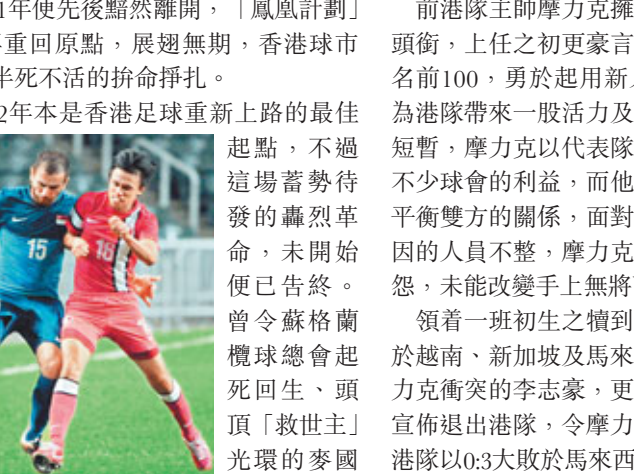 1年便先後黯然離開,「鳳凰計劃」
重回原點,展翅無期,香港球市
半死不活的拚命掙扎。
2年本是香港足球重新上路的最佳
起點,不過
這場蓄勢待
發的轟烈革
命,未開始
便已告終。
曾令蘇格蘭
欖球總會起
死回生、頭
頂「救世主」
光環的麥國
15
16
前港隊主帥摩力克擁
頭銜,上任之初更豪言
名前100,勇於起用新
為港隊帶來一股活力及
短暫,摩力克以代表隊
不少球會的利益,而他
平衡雙方的關係,面對
因的人員不整,摩力克
怨,未能改變手上無將
領着一班初生之犢到
於越南、新加坡及馬來
力克衝突的李志豪,更
宣佈退出港隊,令摩力
港隊以0:3大敗於馬來西